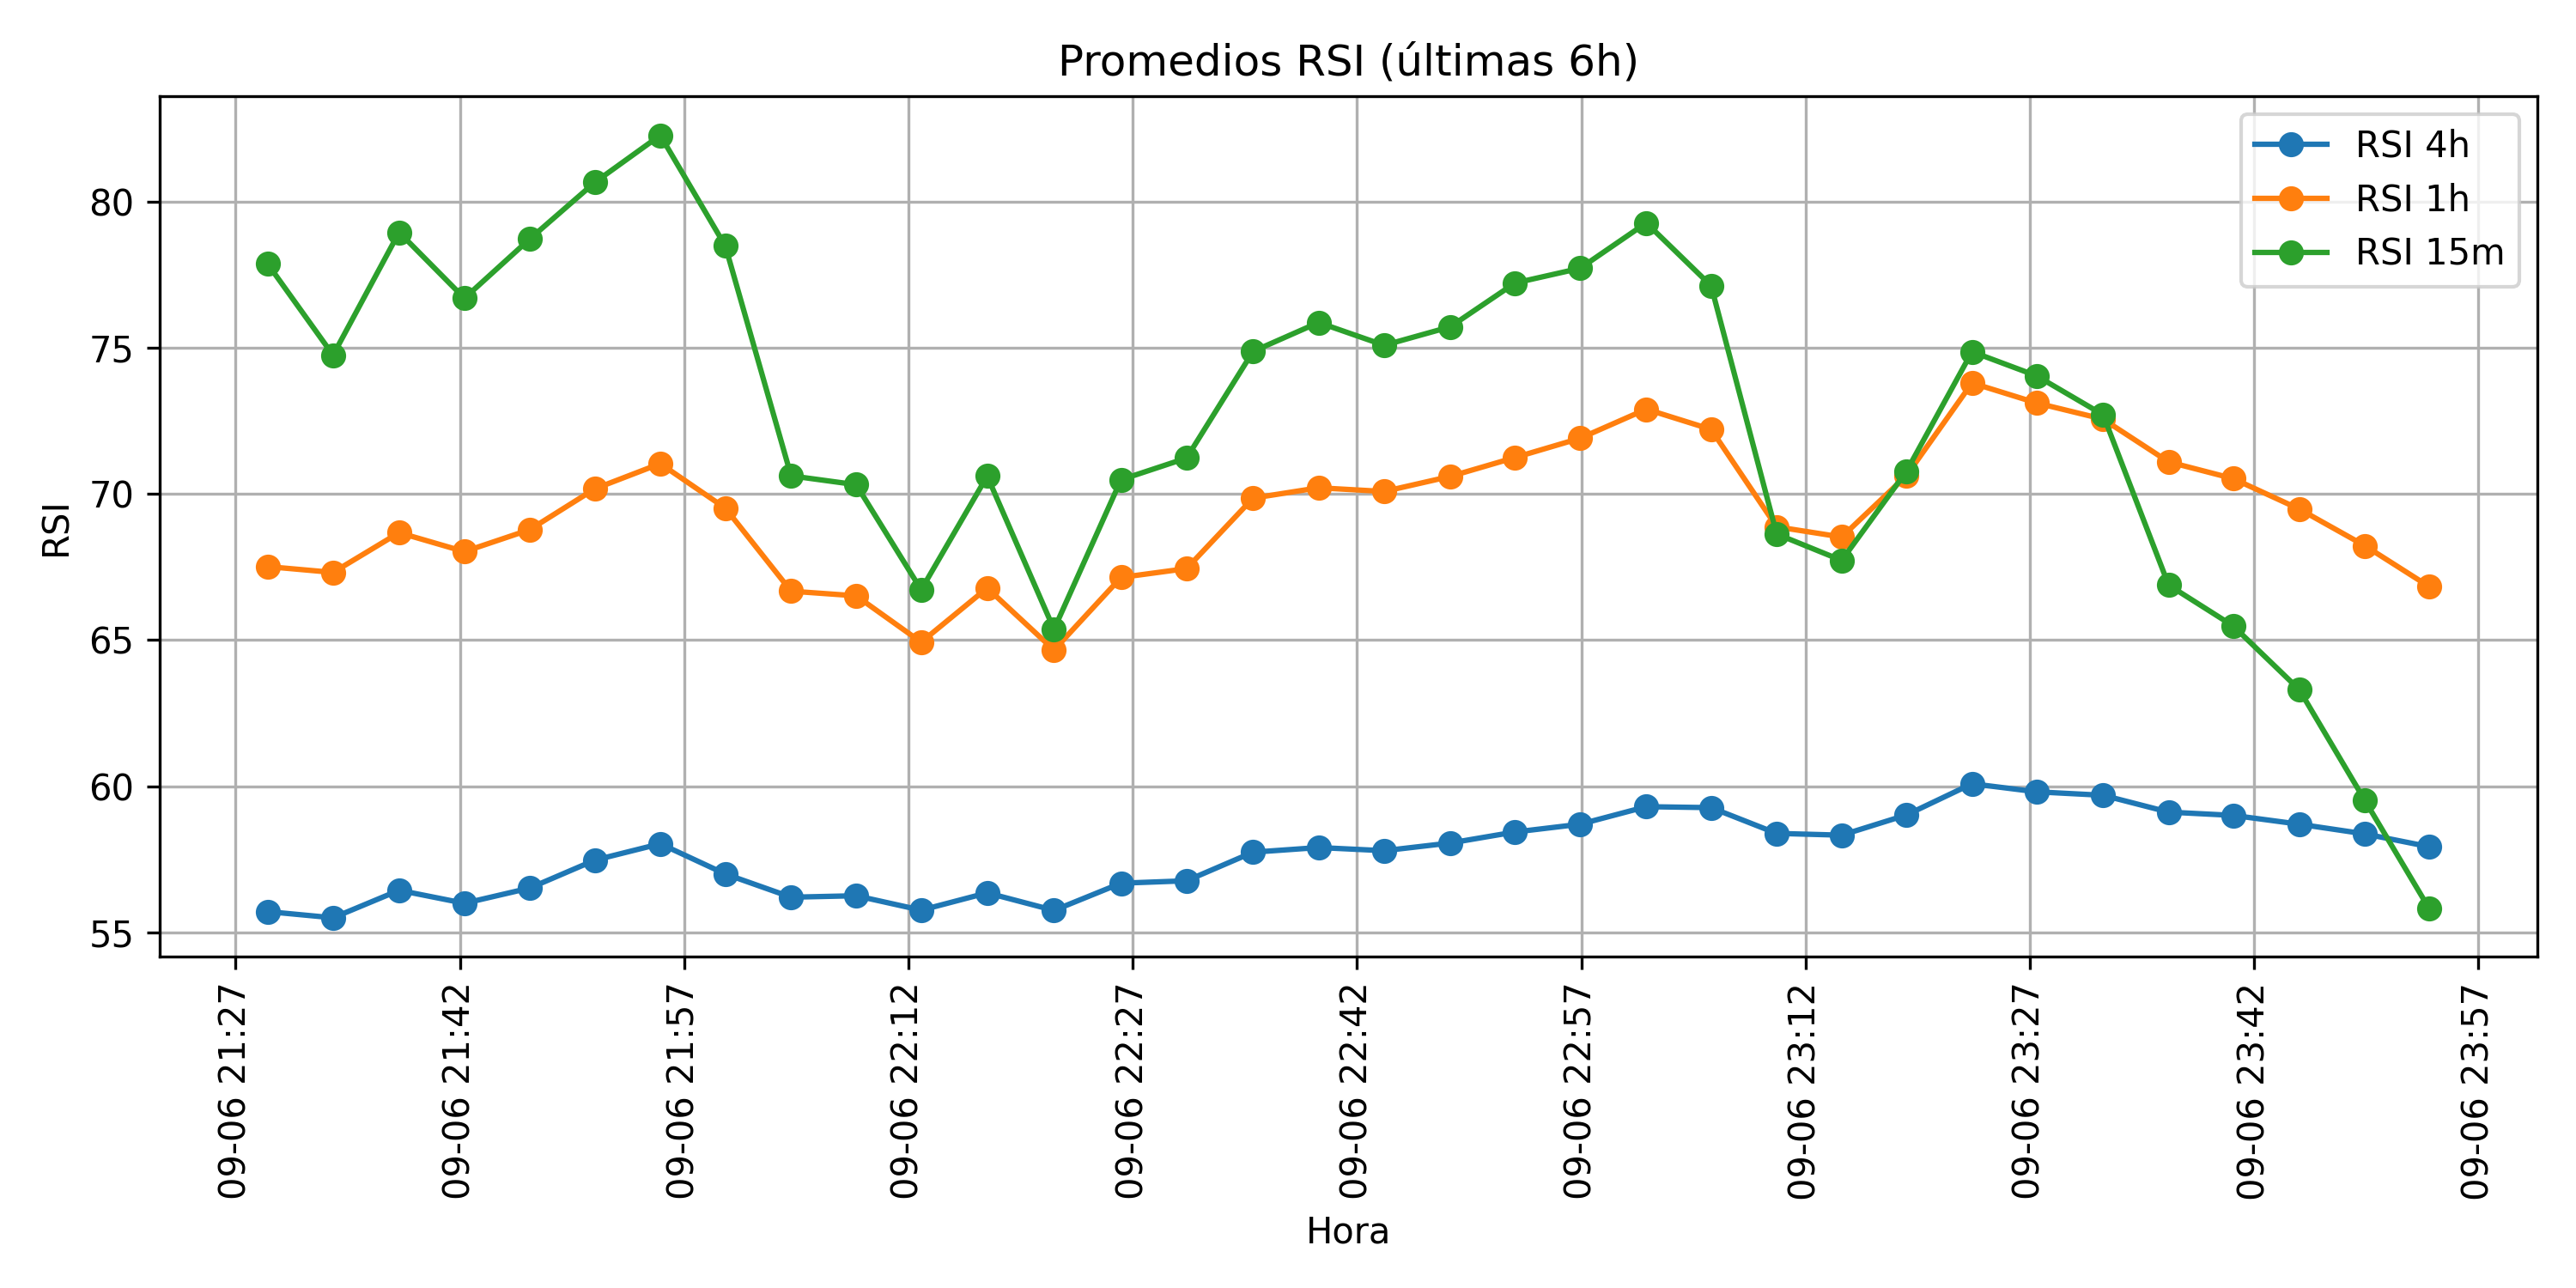 Promedios RSI (últimas 6h)
RSI 4h
RSI 1h
RSI 15m
RSI
80
75
70
65
60
55
09-06 21:27
09-06 21:42
09-06 21:57
09-06 22:12
09-06 22:27
09-06 22:42
09-06 22:57
09-06 23:12
09-06 23:27
09-06 23:42
09-06 23:57
Hora